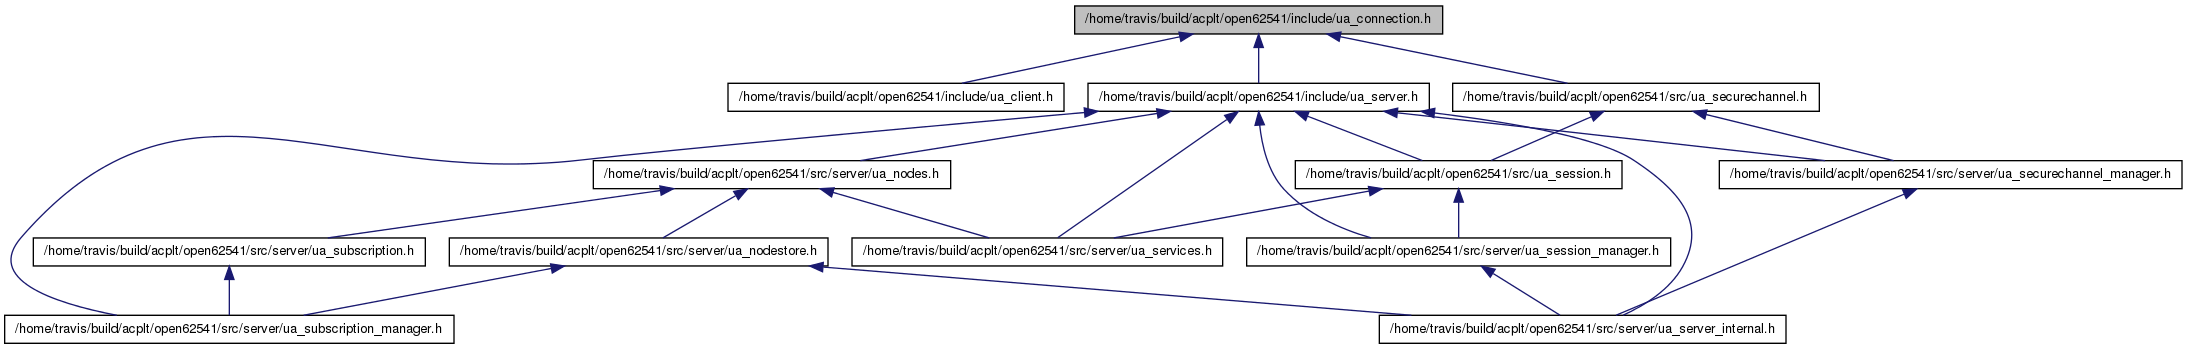 /home/travis/build/acplt/open62541/include/ua_connection.h
/home/travis/build/acplt/open62541/include/ua_client.h
/home/travis/build/acplt/open62541/include/ua_server.h
/home/travis/build/acplt/open62541/src/ua_securechannel.h
/home/travis/build/acplt/open62541/src/server/ua_nodes.h
/home/travis/build/acplt/open62541/src/ua_session.h
/home/travis/build/acplt/open62541/src/server/ua_securechannel_manager.h
/home/travis/build/acplt/open62541/src/server/ua_subscription.h
/home/travis/build/acplt/open62541/src/server/ua_nodestore.h
/home/travis/build/acplt/open62541/src/server/ua_services.h
/home/travis/build/acplt/open62541/src/server/ua_session_manager.h
/home/travis/build/acplt/open62541/src/server/ua_subscription_manager.h
/home/travis/build/acplt/open62541/src/server/ua_server_internal.h